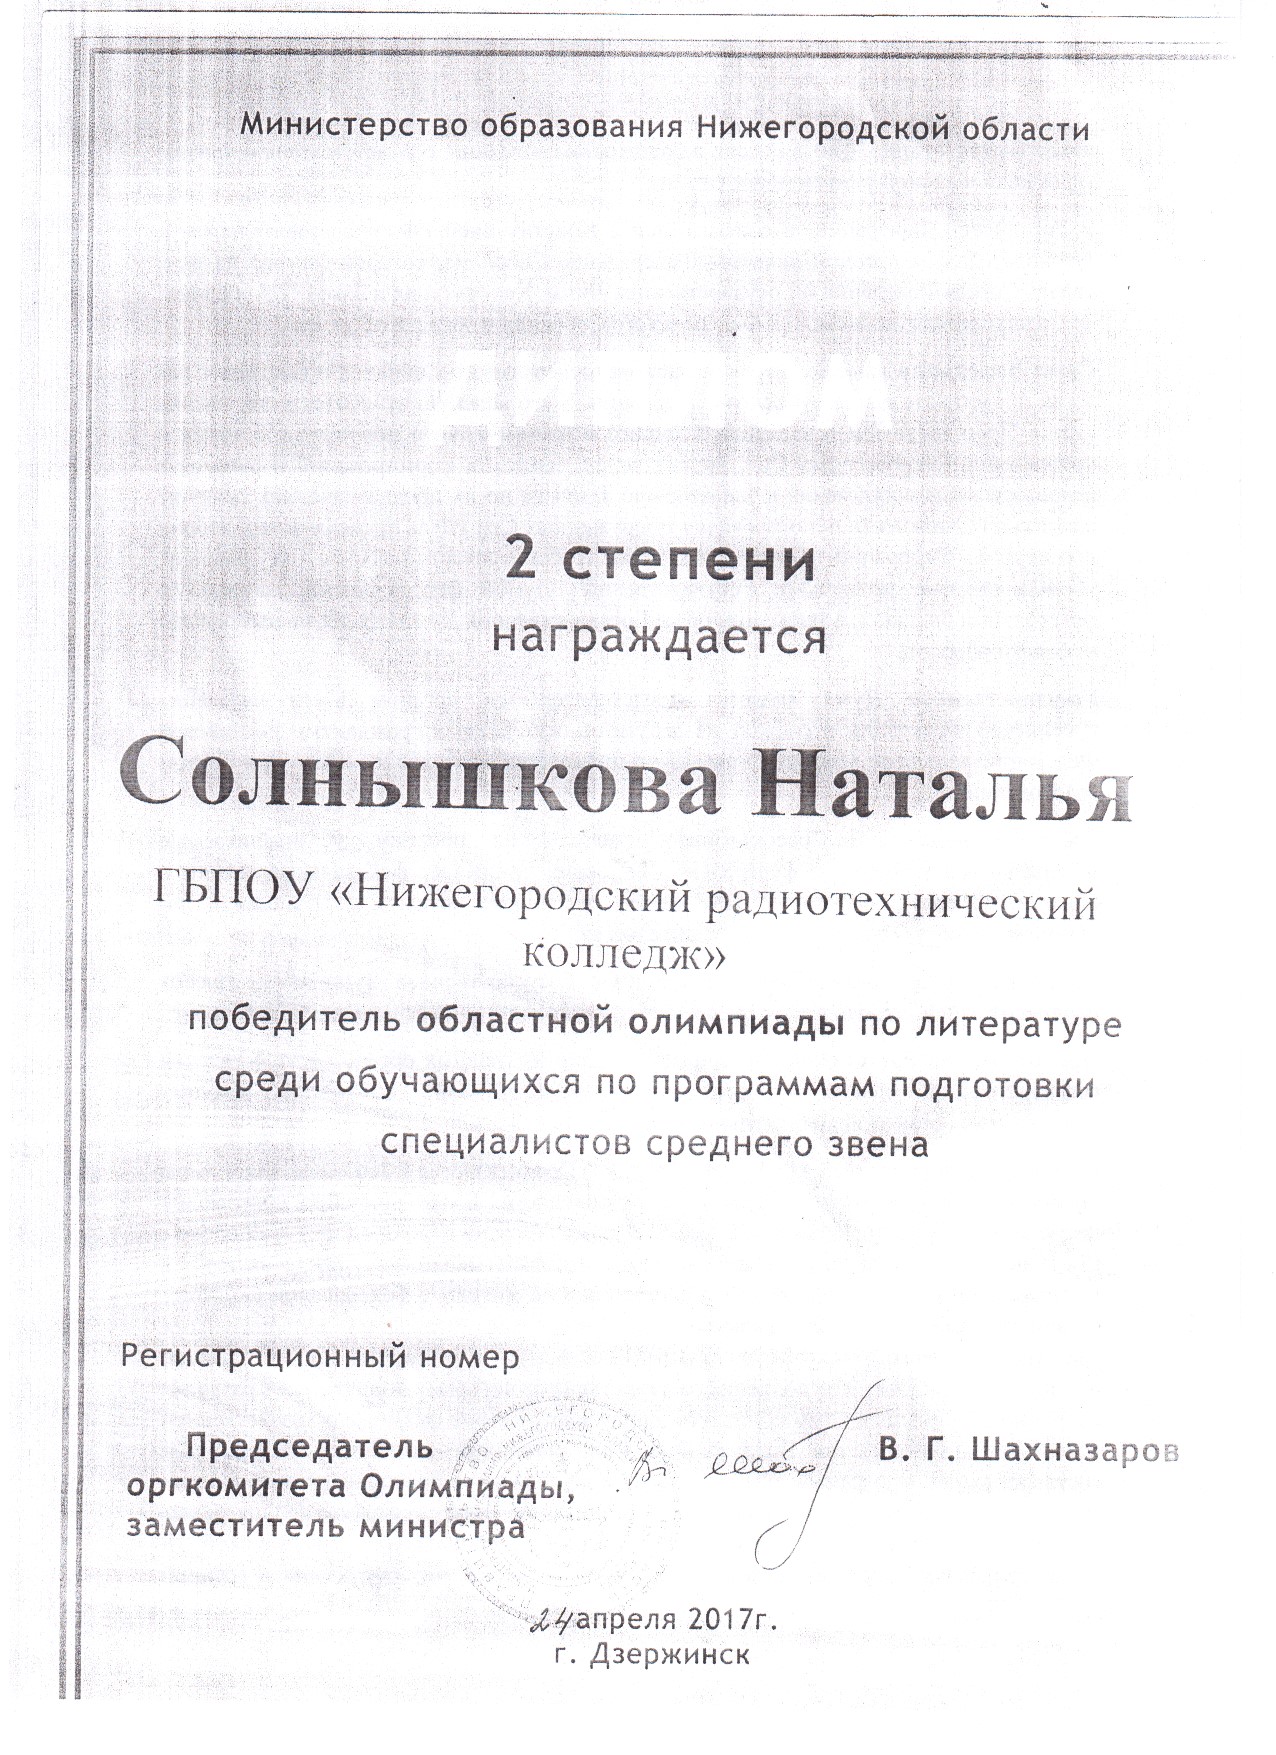 Министерство образования Нижегородской области
2 степени
награждается
Солнышкова Наталья
ГБПОУ «Нижегородский радиотехнический
колледж»
победитель областной олимпиады по литературе
среди обучающихся по программам подготовки
специалистов среднего звена
Регистрационный номер
Председатель
оргкомитета Олимпиады,
заместитель министра
В. Г. Шахназаров
24 апреля 2017г.
г. Дзержинск